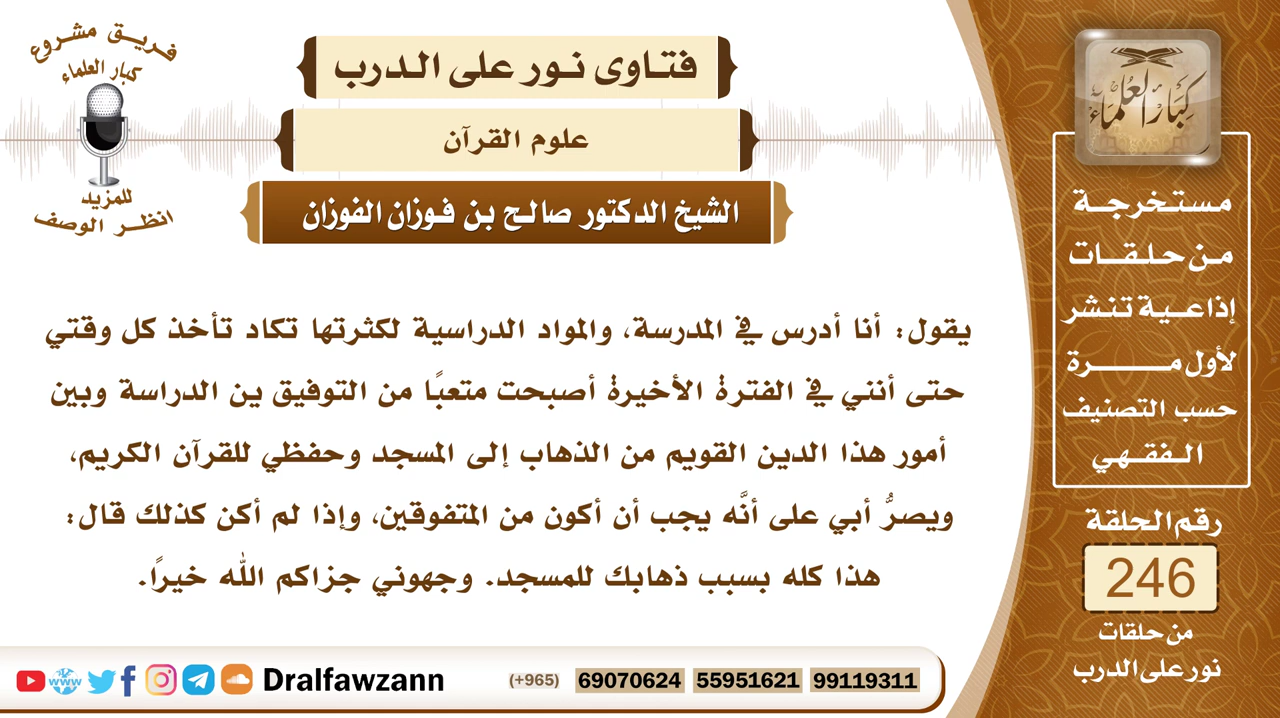 فريق مشروع
كبار العلماء
للمزيد
انظر الوصف
فتاوى نور على الدرب
علوم القرآن
الشيخ الدكتور صالح بن فوزان الفوزان
يقول: أنا أدرس في المدرسة، والمواد الدراسية لكثرتها تكاد تأخذ كل وقتي
حتى أنني في الفترة الأخيرة أصبحت متعبًا من التوفيق ين الدراسة وبين
أمور هذا الدين القويم من الذهاب إلى المسجد وحفظي للقرآن الكريم،
ويصرُّ أبي على أنَّه يجب أن أكون من المتفوقين، وإذا لم أكن كذلك قال:
هذا كله بسبب ذهابك للمسجد. وجهوني جزاكم الله خيرًا.
كبار العلماء
مستخرجة
من حلقات
إذاعية تنشر
لأول مرة
حسب التصنيف
الفقهي
رقم الحلقة
246
من حلقات
نور على الدرب
www
Dralfawzann
(+965) 69070624 55951621 99119311